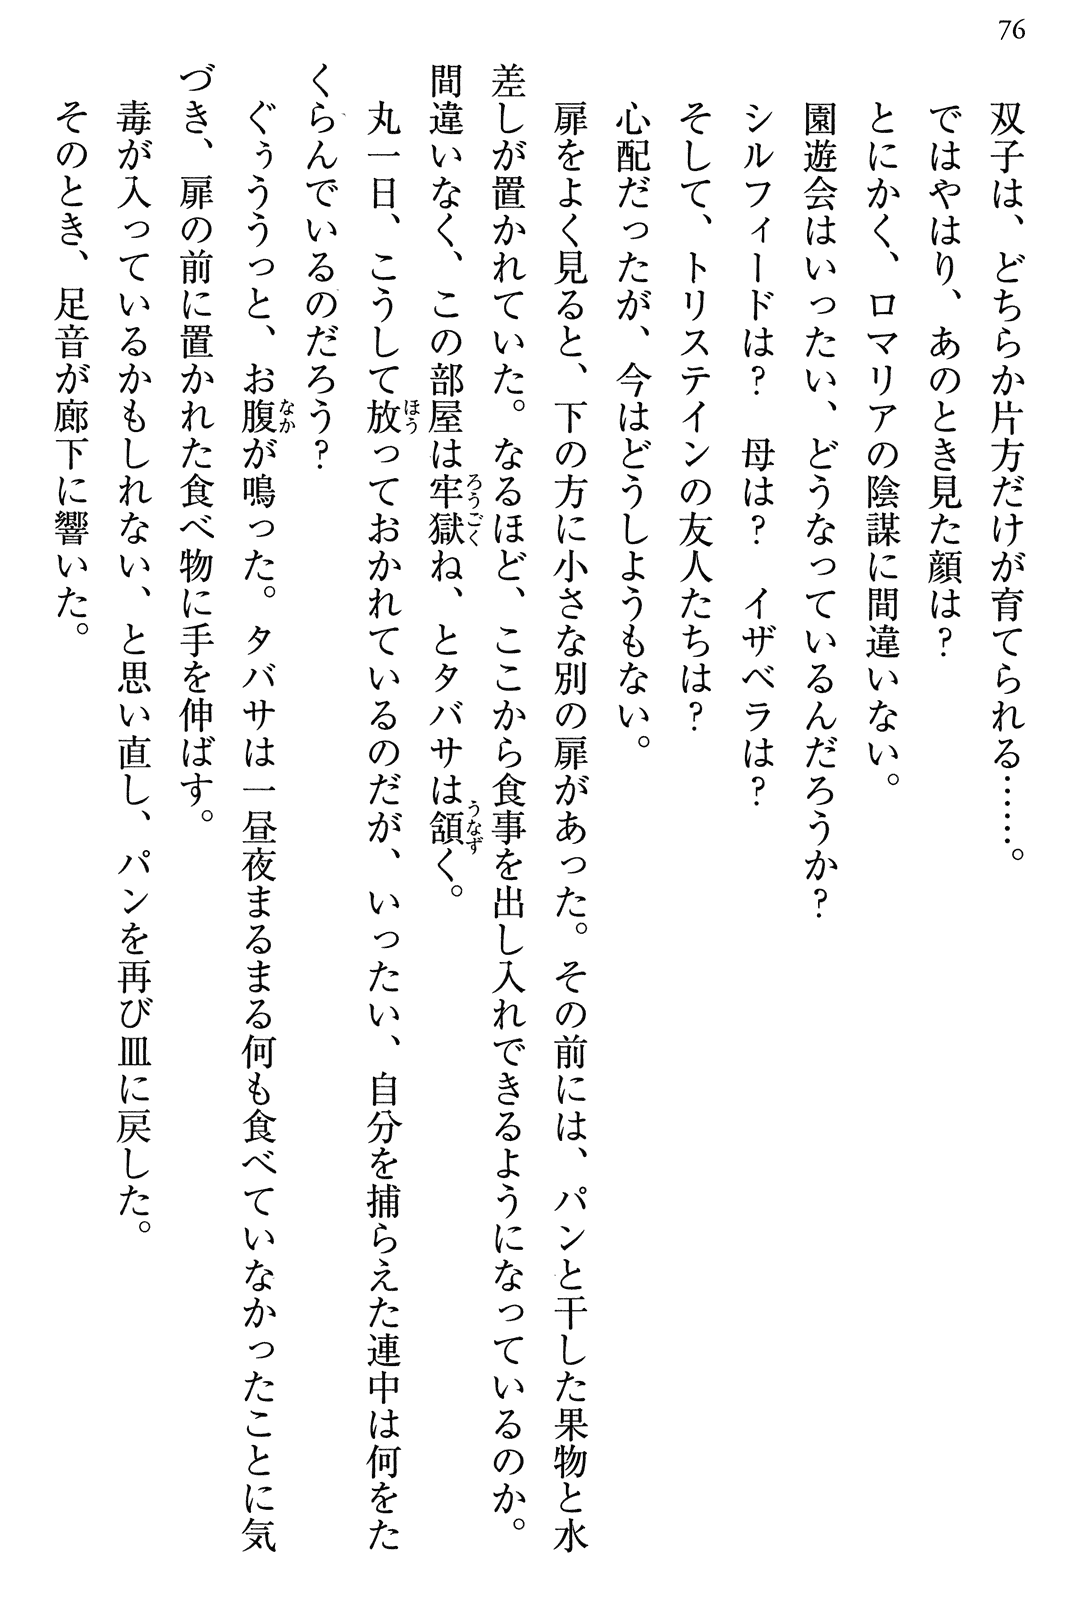 76
双子は、どちらか片方だけが育てられる……。
ではやはり、あのとき見た顔は？
とにかく、ロマリアの陰謀に間違いない。
園遊会はいったい、どうなっているんだろうか？
シルフィードは？　母は？　イザベラは？
そして、トリステインの友人たちは？
心配だったが、今はどうしようもない。
扉をよく見ると、下の方に小さな別の扉があった。その前には、パンと干した果物と水
差しが置かれていた。なるほど、ここから食事を出し入れできるようになっているのか。
間違いなく、この部屋は牢獄ね、とタバサは頷く。
丸一日、こうして放っておかれているのだが、いったい、自分を捕らえた連中は何をた
くらんでいるのだろう？
ぐぅううっと、お腹が鳴った。タバサは一昼夜まるまる何も食べていなかったことに気
づき、扉の前に置かれた食べ物に手を伸ばす。
毒が入っているかもしれない、と思い直し、パンを再び皿に戻した。
そのとき、足音が廊下に響いた。